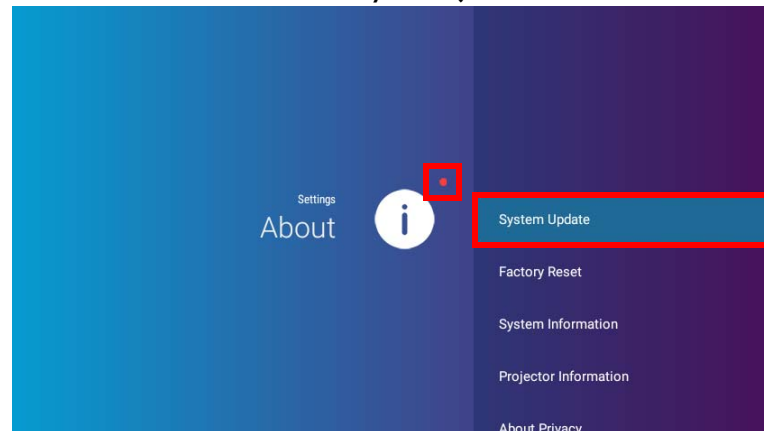 Settings
About
i
System Update
Factory Reset
System Information
Projector Information
About Privacy